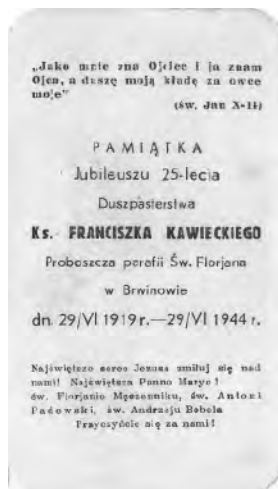 „Jako mnie zna Ojciec i ja znam
Ojca, a duszę moją kładę za owce
moje"
(św. Jan X-11)
PAMIĄTKA
Jubileuszu 25-lecia
Duszpasterstwa
Ks. FRANCISZKA KAWIECKIEGO
Proboszcza parafii Św. Florjana
w Brwinowie
dn. 29/VI 1919 r.—29/VI 1944 r.
Najświętsze serce Jezusa zmiłuj się nad
nami! Najświętsza Panno Maryo!
św. Florjanie Męczenniku, św. Antoni
Padewski, św. Andrzeju Bobola
Przyczyńcie się za nami!